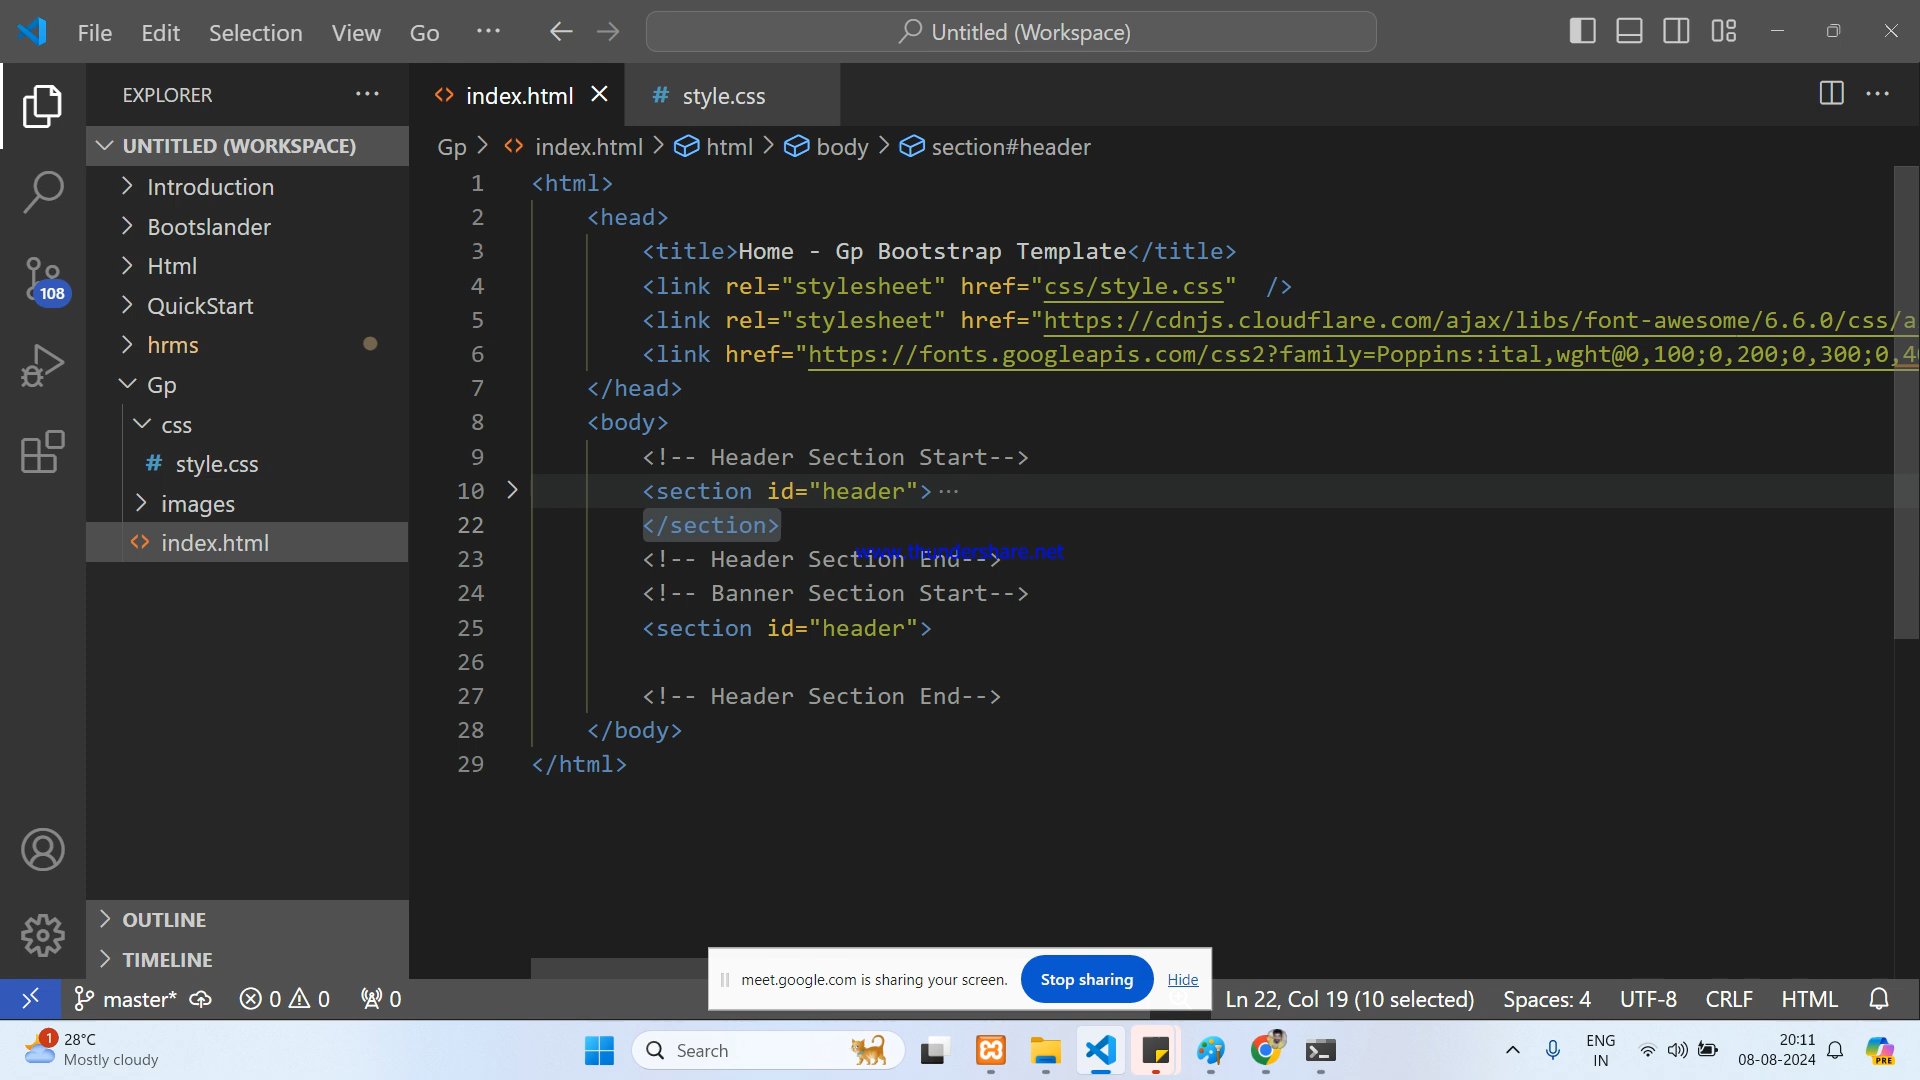 File Edit Selection View Go ···
Untitled (Workspace)
EXPLORER ···
index.html
# style.css
···
UNTITLED (WORKSPACE)
Introduction
Bootslander
Html
QuickStart
hrms
Gp
css
# style.css
images
index.html
OUTLINE
TIMELINE
108
Gp > index.html > html > body > section#header
1 <html>
2 <head>
3 <title>Home - Gp Bootstrap Template</title>
4 <link rel="stylesheet" href="css/style.css"  />
5 <link rel="stylesheet" href="https://cdnjs.cloudflare.com/ajax/libs/font-awesome/6.6.0/css/a
6 <link href="https://fonts.googleapis.com/css2?family=Poppins:ital,wght@0,100;0,200;0,300;0,4
7 </head>
8 <body>
9 <!-- Header Section Start-->
10 <section id="header">···
22 </section>
www.thundershare.net
23 <!-- Header Section End-->
24 <!-- Banner Section Start-->
25 <section id="header">
26
27 <!-- Header Section End-->
28 </body>
29 </html>
meet.google.com is sharing your screen. Stop sharing Hide
master* 0 0 0 Ln 22, Col 19 (10 selected) Spaces: 4 UTF-8 CRLF HTML
1 28°C
Mostly cloudy
Search
ENG
IN
20:11
08-08-2024
PRE